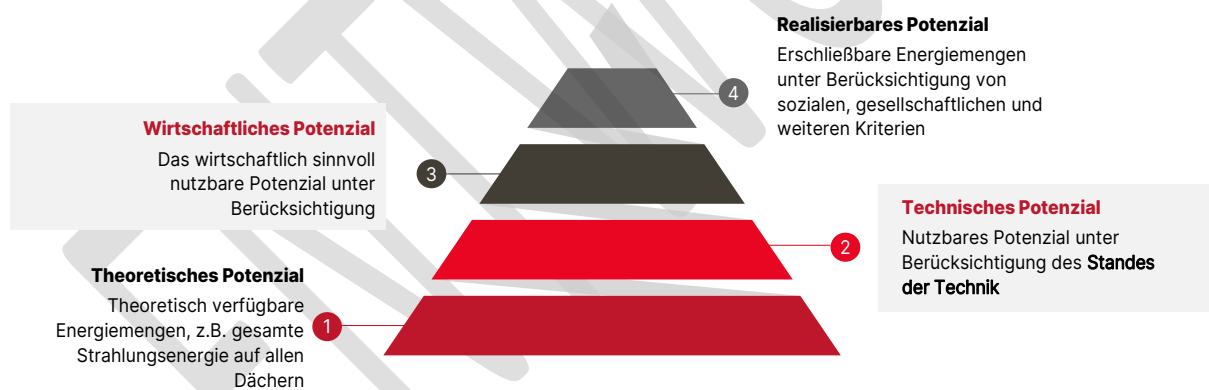 Realisierbares Potenzial
Erschließbare Energiemengen
unter Berücksichtigung von
sozialen, gesellschaftlichen und
weiteren Kriterien
4
Wirtschaftliches Potenzial
Das wirtschaftlich sinnvoll
nutzbare Potenzial unter
Berücksichtigung
3
Technisches Potenzial
Nutzbares Potenzial unter
Berücksichtigung des Standes
der Technik
2
Theoretisches Potenzial
Theoretisch verfügbare
Energiemengen, z.B. gesamte
Strahlungsenergie auf allen
Dächern
1